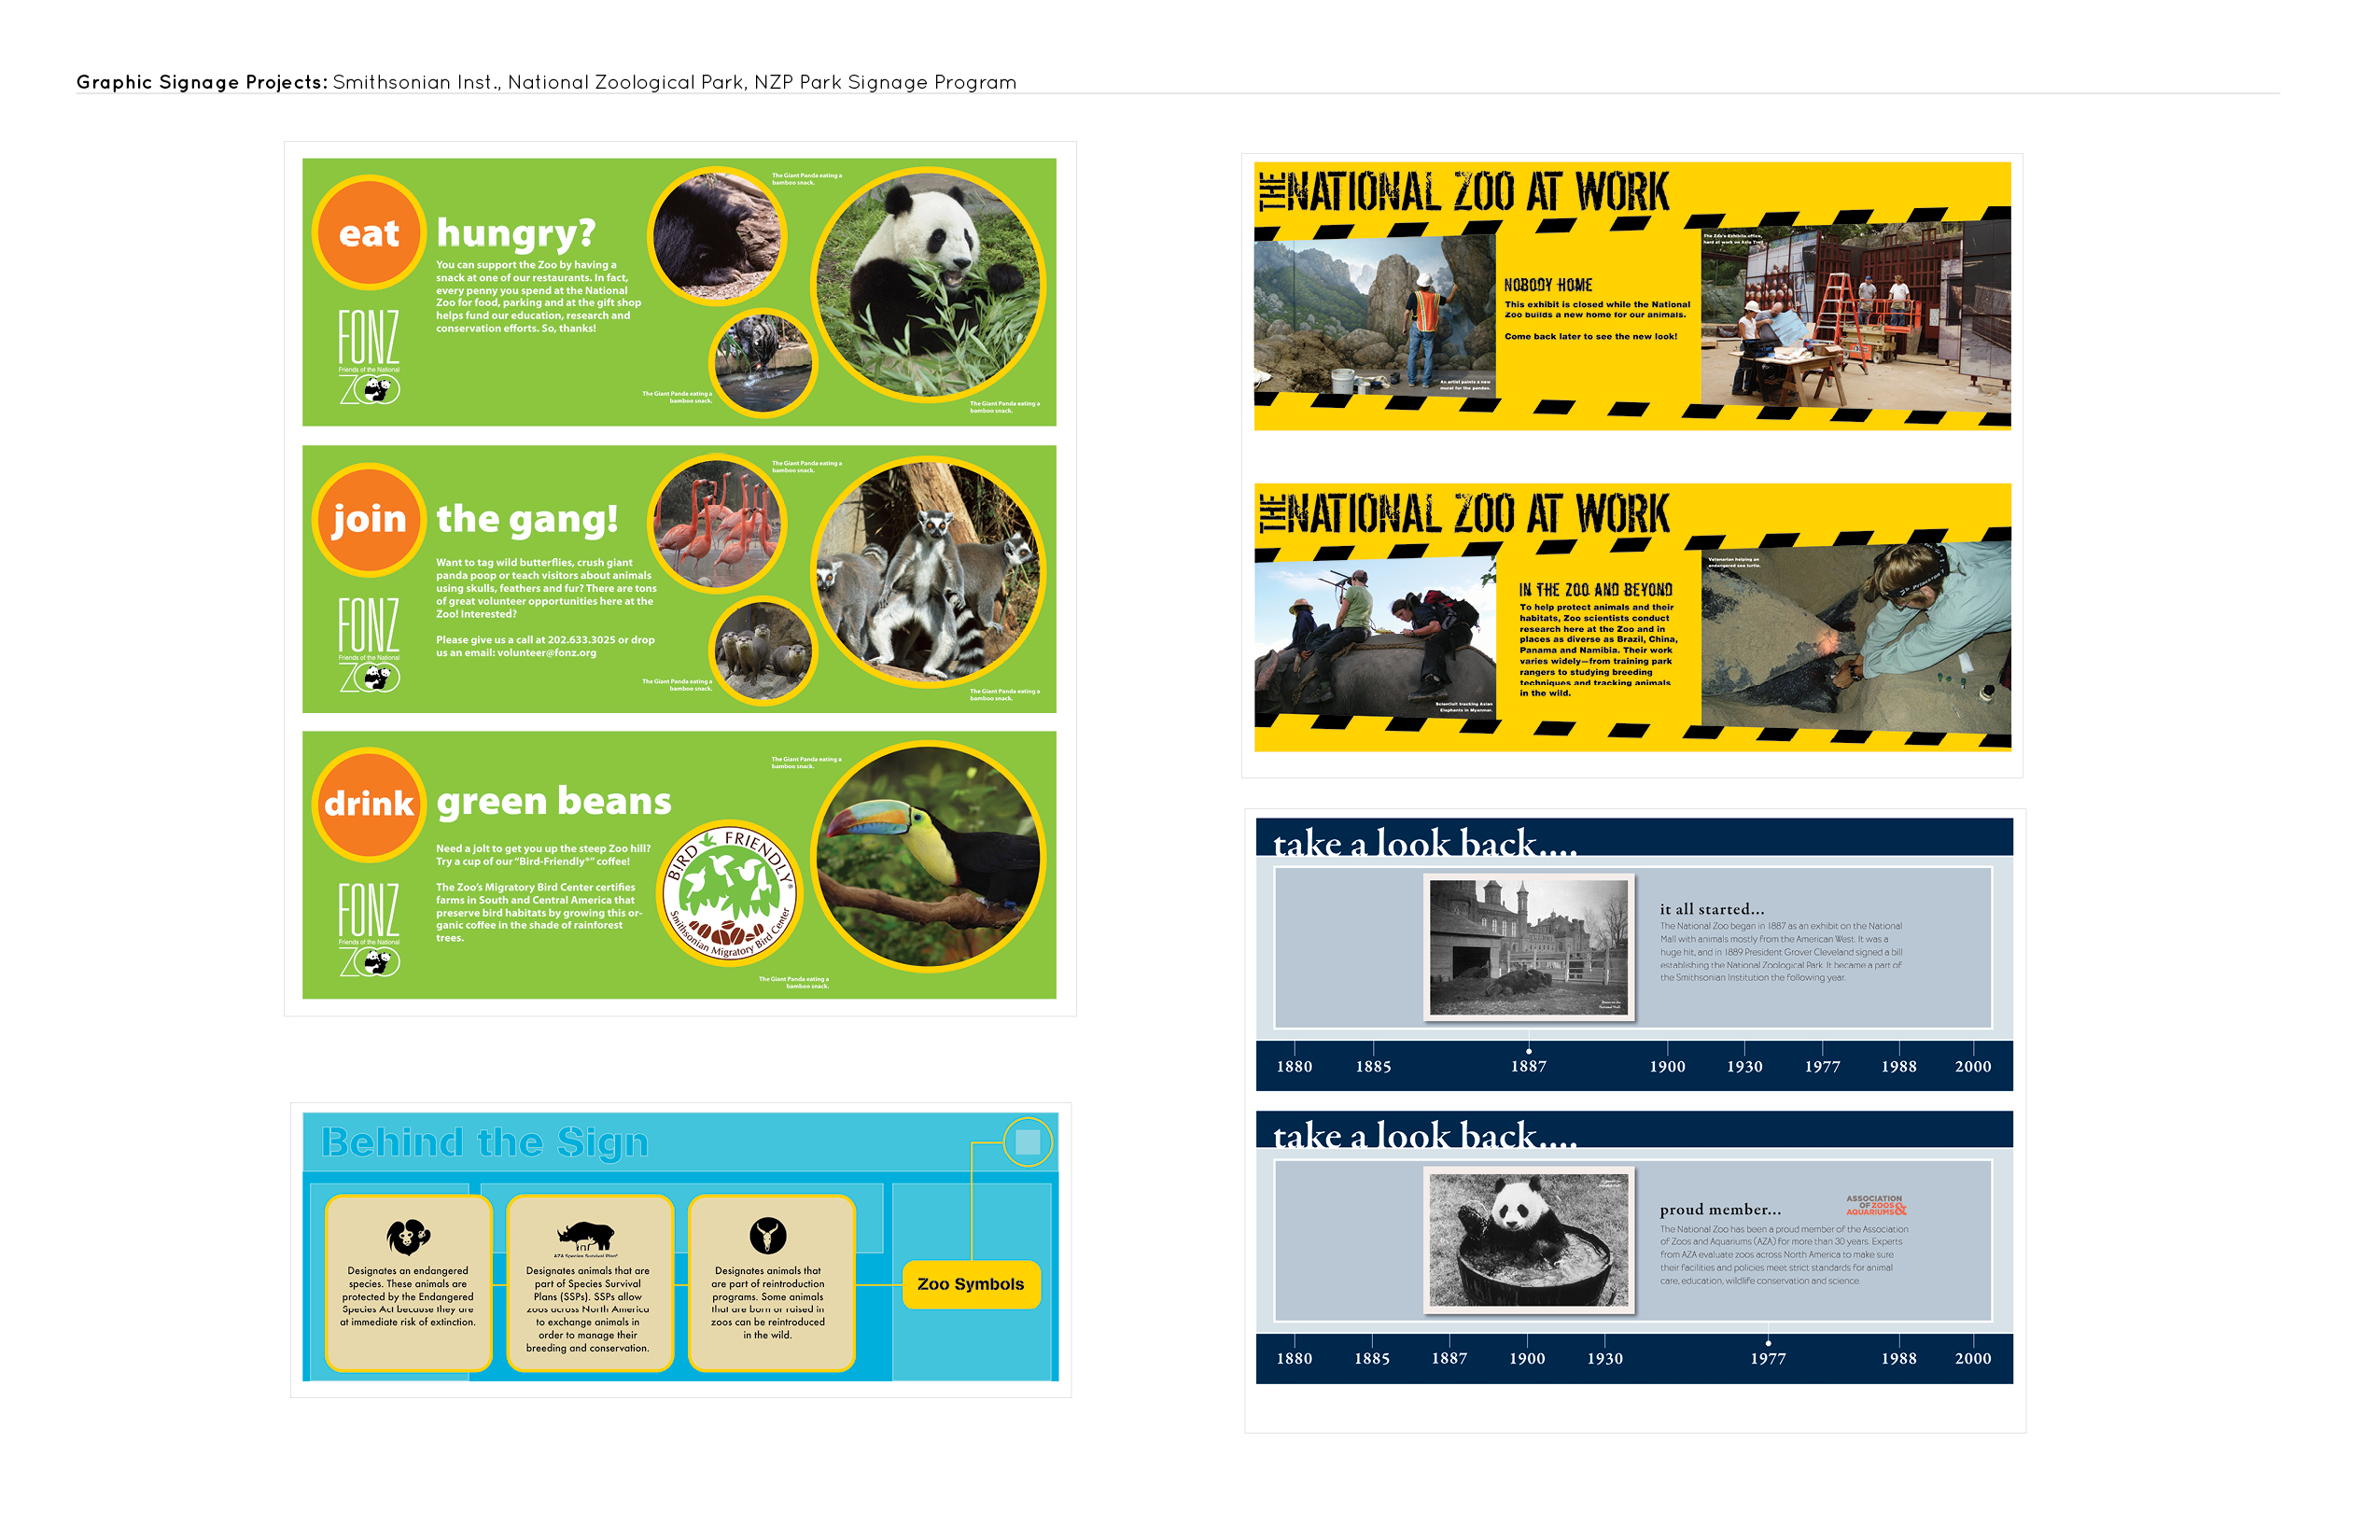 Graphic Signage Projects: Smithsonian Inst., National Zoological Park, NZP Park Signage Program
eat
hungry?
You can support the Zoo by having a
snack at one of our restaurants. In fact,
every penny you spend at the National
Zoo for food, parking and at the gift shop
helps fund our education, research and
conservation efforts. So, thanks!
FONZ
Friends of the National
ZOO
The Giant Panda eating a
bamboo snack.
The Giant Panda eating a
bamboo snack.
The Giant Panda eating a
bamboo snack.
join
the gang!
Want to tag wild butterflies, crush giant
panda poop or teach visitors about animals
using skulls, feathers and fur? There are tons
of great volunteer opportunities here at the
Zoo! Interested?
Please give us a call at 202.633.3025 or drop
us an email: volunteer@fonz.org
FONZ
Friends of the National
ZOO
The Giant Panda eating a
bamboo snack.
The Giant Panda eating a
bamboo snack.
The Giant Panda eating a
bamboo snack.
drink
green beans
Need a jolt to get you up the steep Zoo hill?
Try a cup of our "Bird-Friendly®" coffee!
The Zoo's Migratory Bird Center certifies
farms in South and Central America that
preserve bird habitats by growing this or-
ganic coffee in the shade of rainforest
trees.
FONZ
Friends of the National
ZOO
BIRD FRIENDLY®
Smithsonian Migratory Bird Center
The Giant Panda eating a
bamboo snack.
The Giant Panda eating a
bamboo snack.
Behind the Sign
Designates an endangered
species. These animals are
protected by the Endangered
Species Act because they are
at immediate risk of extinction.
AZA Species Survival Plan®
Designates animals that are
part of Species Survival
Plans (SSPs). SSPs allow
zoos across North America
to exchange animals in
order to manage their
breeding and conservation.
Designates animals that
are part of reintroduction
programs. Some animals
that are born or raised in
zoos can be reintroduced
in the wild.
Zoo Symbols
THE NATIONAL ZOO AT WORK
An artist paints a new
mural for the pandas.
NOBODY HOME
This exhibit is closed while the National
Zoo builds a new home for our animals.
Come back later to see the new look!
The Zoo's Exhibits office,
hard at work on Asia Trail
THE NATIONAL ZOO AT WORK
Scientist tracking Asian
Elephants in Myanmar.
IN THE ZOO AND BEYOND
To help protect animals and their
habitats, Zoo scientists conduct
research here at the Zoo and in
places as diverse as Brazil, China,
Panama and Namibia. Their work
varies widely—from training park
rangers to studying breeding
techniques and tracking animals
in the wild.
Vetenarian helping an
endangered sea turtle.
take a look back....
it all started...
The National Zoo began in 1887 as an exhibit on the National
Mall with animals mostly from the American West. It was a
huge hit, and in 1889 President Grover Cleveland signed a bill
establishing the National Zoological Park. It became a part of
the Smithsonian Institution the following year.
1880 1885 1887 1900 1930 1977 1988 2000
take a look back....
proud member...
ASSOCIATION
OF ZOOS
AQUARIUMS&
The National Zoo has been a proud member of the Association
of Zoos and Aquariums (AZA) for more than 30 years. Experts
from AZA evaluate zoos across North America to make sure
their facilities and policies meet strict standards for animal
care, education, wildlife conservation and science.
1880 1885 1887 1900 1930 1977 1988 2000